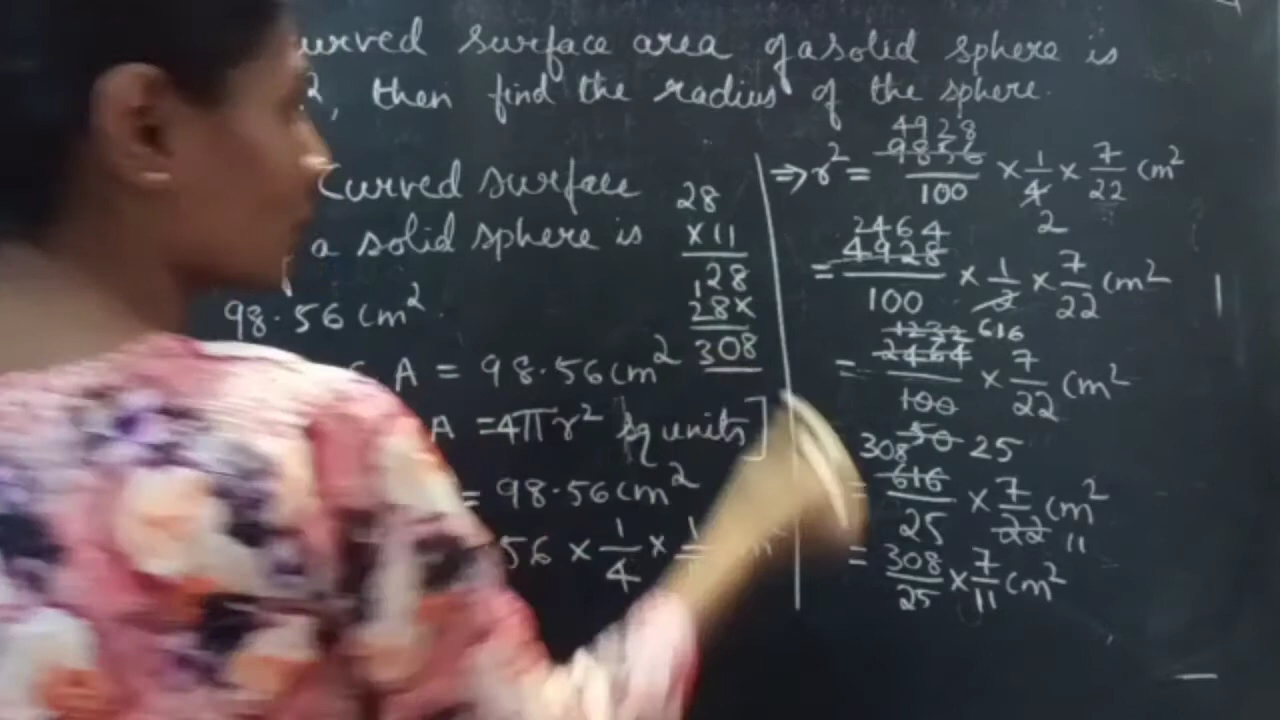 urved surface area of a solid sphere is
2, then find the radius of the sphere.
Curved surface
a solid sphere is
98.56 cm²
A = 98.56 cm²
A = 4πr² sq units]
= 98.56 cm²
56 × 1/4 × 1/
28
×11
28
28×
308
⇒ r² = 4928 9856/100 × 1/4 × 7/22 cm²
2
= 2464 4928/100 × 1/2 × 7/22 cm²
= 1232 616 2464/100 × 7/22 cm²
50 25
= 308 616/25 × 7/22 cm²
11
= 308/25 × 7/11 cm²